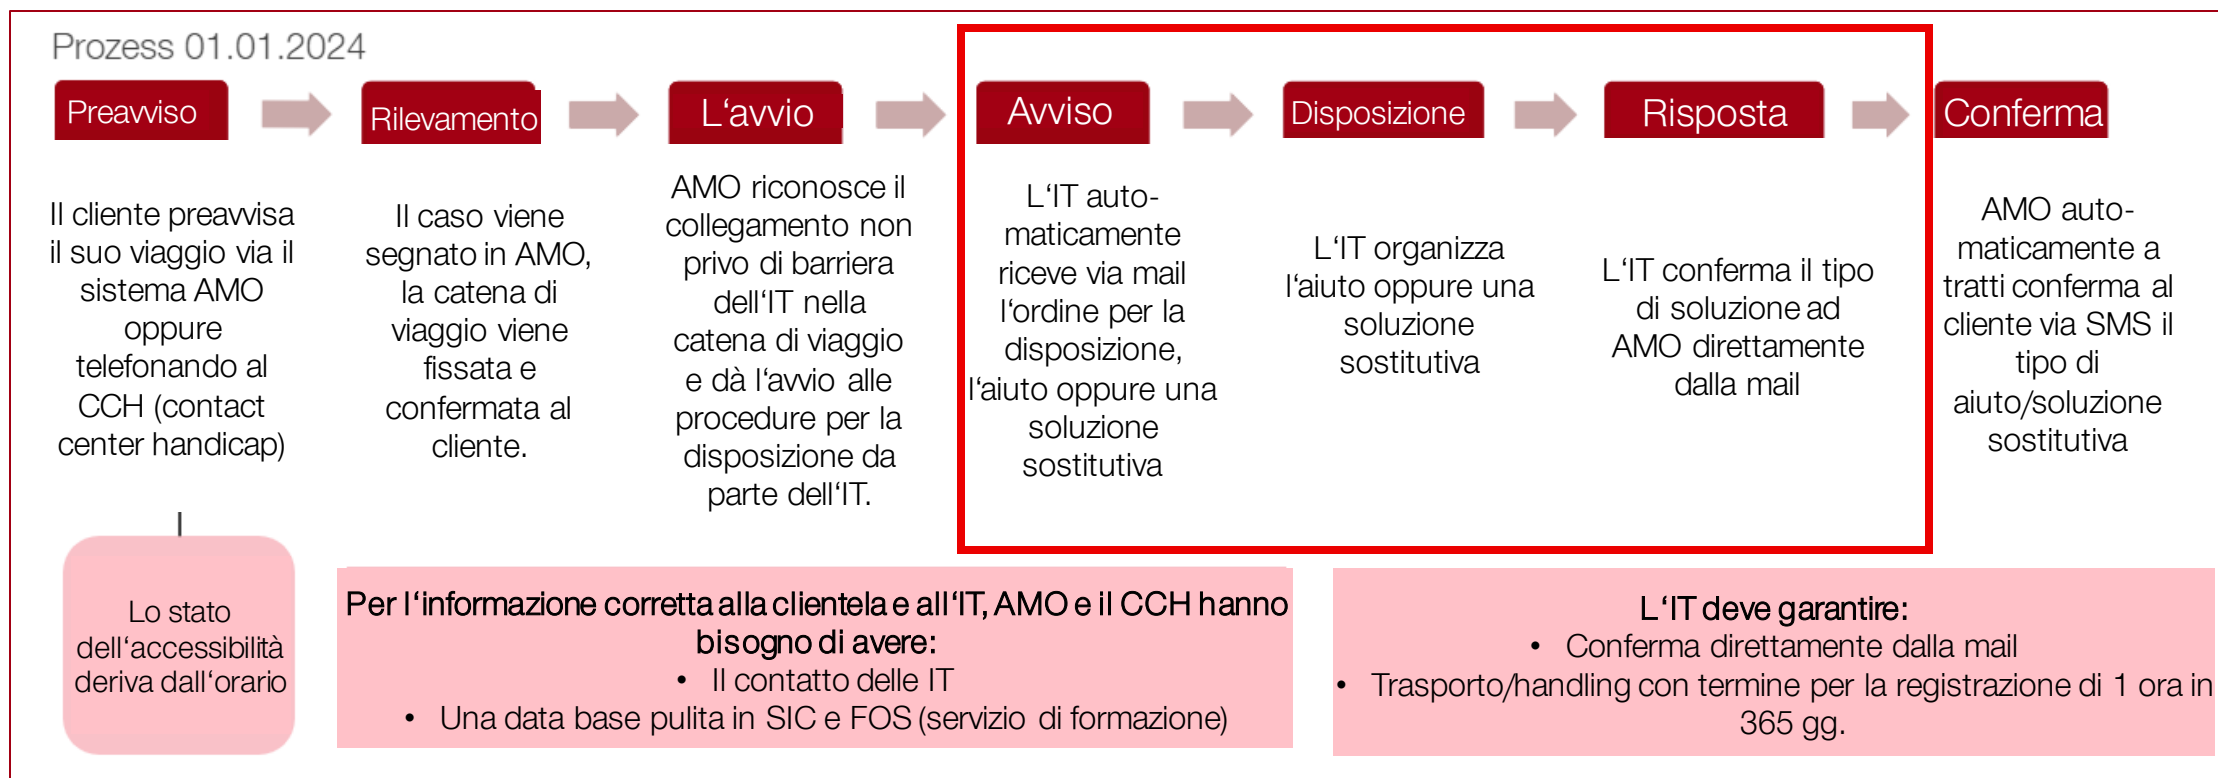 Prozess 01.01.2024
Preavviso
Rilevamento
L‘avvio
Avviso
Disposizione
Risposta
Conferma
Il cliente preavvisa
il suo viaggio via il
sistema AMO
oppure
telefonando al
CCH (contact
center handicap)
Il caso viene
segnato in AMO,
la catena di
viaggio viene
fissata e
confermata al
cliente.
AMO riconosce il
collegamento non
privo di barriera
dell‘IT nella
catena di viaggio
e dà l‘avvio alle
procedure per la
disposizione da
parte dell‘IT.
L‘IT auto-
maticamente
riceve via mail
l‘ordine per la
disposizione,
l‘aiuto oppure una
soluzione
sostitutiva
L‘IT organizza
l‘aiuto oppure una
soluzione
sostitutiva
L‘IT conferma il tipo
di soluzione ad
AMO direttamente
dalla mail
AMO auto-
maticamente a
tratti conferma al
cliente via SMS il
tipo di
aiuto/soluzione
sostitutiva
Lo stato
dell‘accessibilità
deriva dall‘orario
Per l‘informazione corretta alla clientela e all‘IT, AMO e il CCH hanno
bisogno di avere:
• Il contatto delle IT
• Una data base pulita in SIC e FOS (servizio di formazione)
L‘IT deve garantire:
• Conferma direttamente dalla mail
• Trasporto/handling con termine per la registrazione di 1 ora in
365 gg.